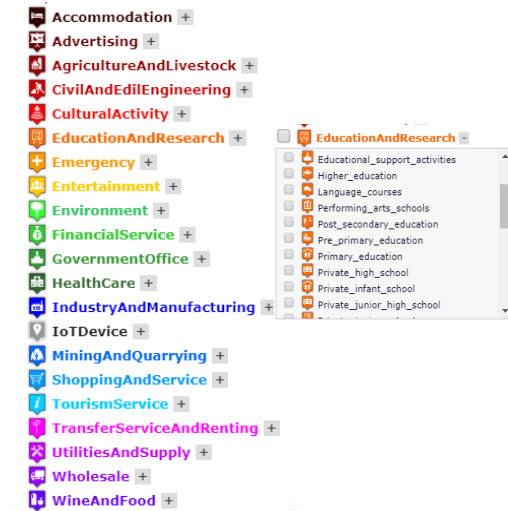 Accommodation +
Advertising +
AgricultureAndLivestock +
CivilAndEdilEngineering +
CulturalActivity +
EducationAndResearch +
Emergency +
Entertainment +
Environment +
FinancialService +
GovernmentOffice +
HealthCare +
IndustryAndManufacturing +
IoTDevice +
MiningAndQuarrying +
ShoppingAndService +
TourismService +
TransferServiceAndRenting +
UtilitiesAndSupply +
Wholesale +
WineAndFood +
EducationAndResearch -
Educational_support_activities
Higher_education
Language_courses
Performing_arts_schools
Post_secondary_education
Pre_primary_education
Primary_education
Private_high_school
Private_infant_school
Private_junior_high_school